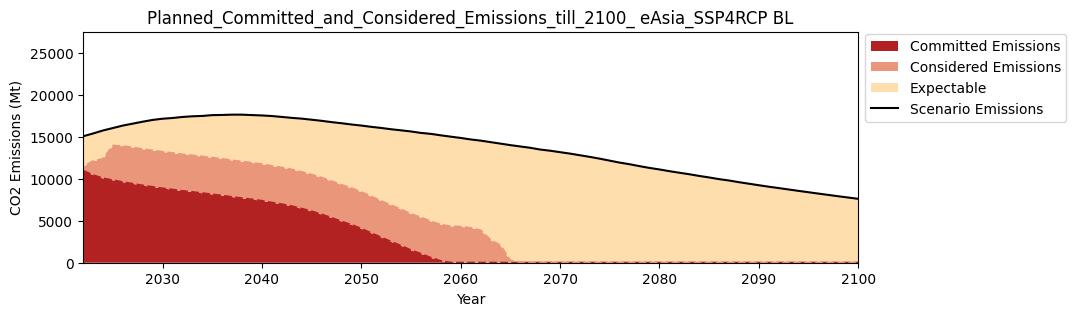 Planned_Committed_and_Considered_Emissions_till_2100_ eAsia_SSP4RCP BL
CO2 Emissions (Mt)
25000
20000
15000
10000
5000
0
2030 2040 2050 2060 2070 2080 2090 2100
Year
Committed Emissions
Considered Emissions
Expectable
Scenario Emissions